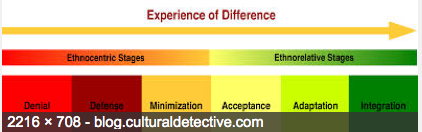 Experience of Difference
Ethnocentric Stages Ethnorelative Stages
Denial Defense Minimization Acceptance Adaptation Integration
2216 × 708 - blog.culturaldetective.com